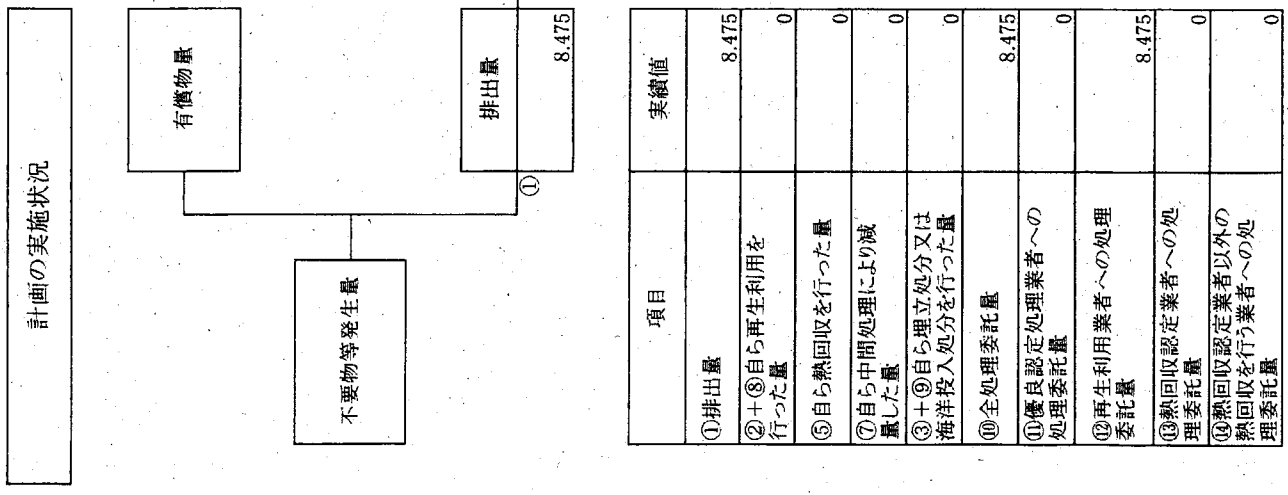 計画の実施状況
有償物量
不要物等発生量
排出量
①
8.475
項目
実績値
①排出量
8.475
②+⑧自ら再生利用を
行った量
0
⑤自ら熱回収を行った量
0
⑦自ら中間処理により減
量した量
0
③+⑨自ら埋立処分又は
海洋投入処分を行った量
0
⑩全処理委託量
8.475
⑪優良認定処理業者への
処理委託量
0
⑫再生利用業者への処理
委託量
8.475
⑬熱回収認定業者への処
理委託量
0
⑭熱回収認定業者以外の
熱回収を行う業者への処
理委託量
0